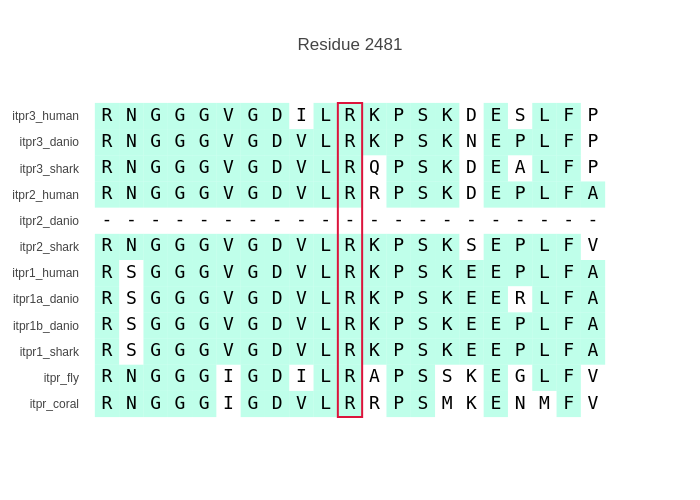 Residue 2481
itpr3_human R N G G G V G D I L R K P S K D E S L F P
itpr3_danio R N G G G V G D V L R K P S K N E P L F P
itpr3_shark R N G G G V G D V L R Q P S K D E A L F P
itpr2_human R N G G G V G D V L R R P S K D E P L F A
itpr2_danio - - - - - - - - - - - - - - - - - - - - -
itpr2_shark R N G G G V G D V L R K P S K S E P L F V
itpr1_human R S G G G V G D V L R K P S K E E P L F A
itpr1a_danio R S G G G V G D V L R K P S K E E R L F A
itpr1b_danio R S G G G V G D V L R K P S K E E P L F A
itpr1_shark R S G G G V G D V L R K P S K E E P L F A
itpr_fly R N G G G I G D I L R A P S S K E G L F V
itpr_coral R N G G G I G D V L R R P S M K E N M F V